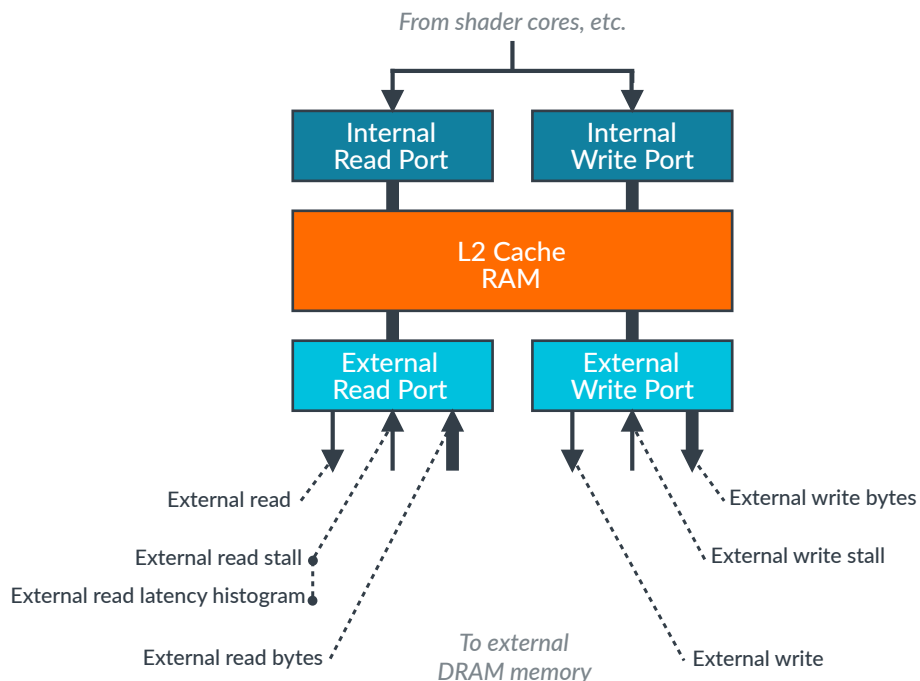 From shader cores, etc.
Internal
Read Port
Internal
Write Port
L2 Cache
RAM
External
Read Port
External
Write Port
External read
External write bytes
External read stall
External write stall
External read latency histogram
External read bytes
To external
DRAM memory
External write